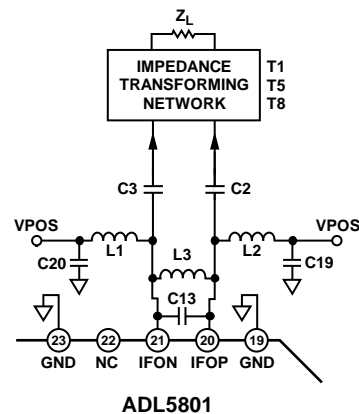 ZL
IMPEDANCE
TRANSFORMING
NETWORK
T1
T5
T8
C3
C2
VPOS
VPOS
L1
L3
L2
C20
C19
C13
23
22
21
20
19
GND
NC
IFON
IFOP
GND
ADL5801